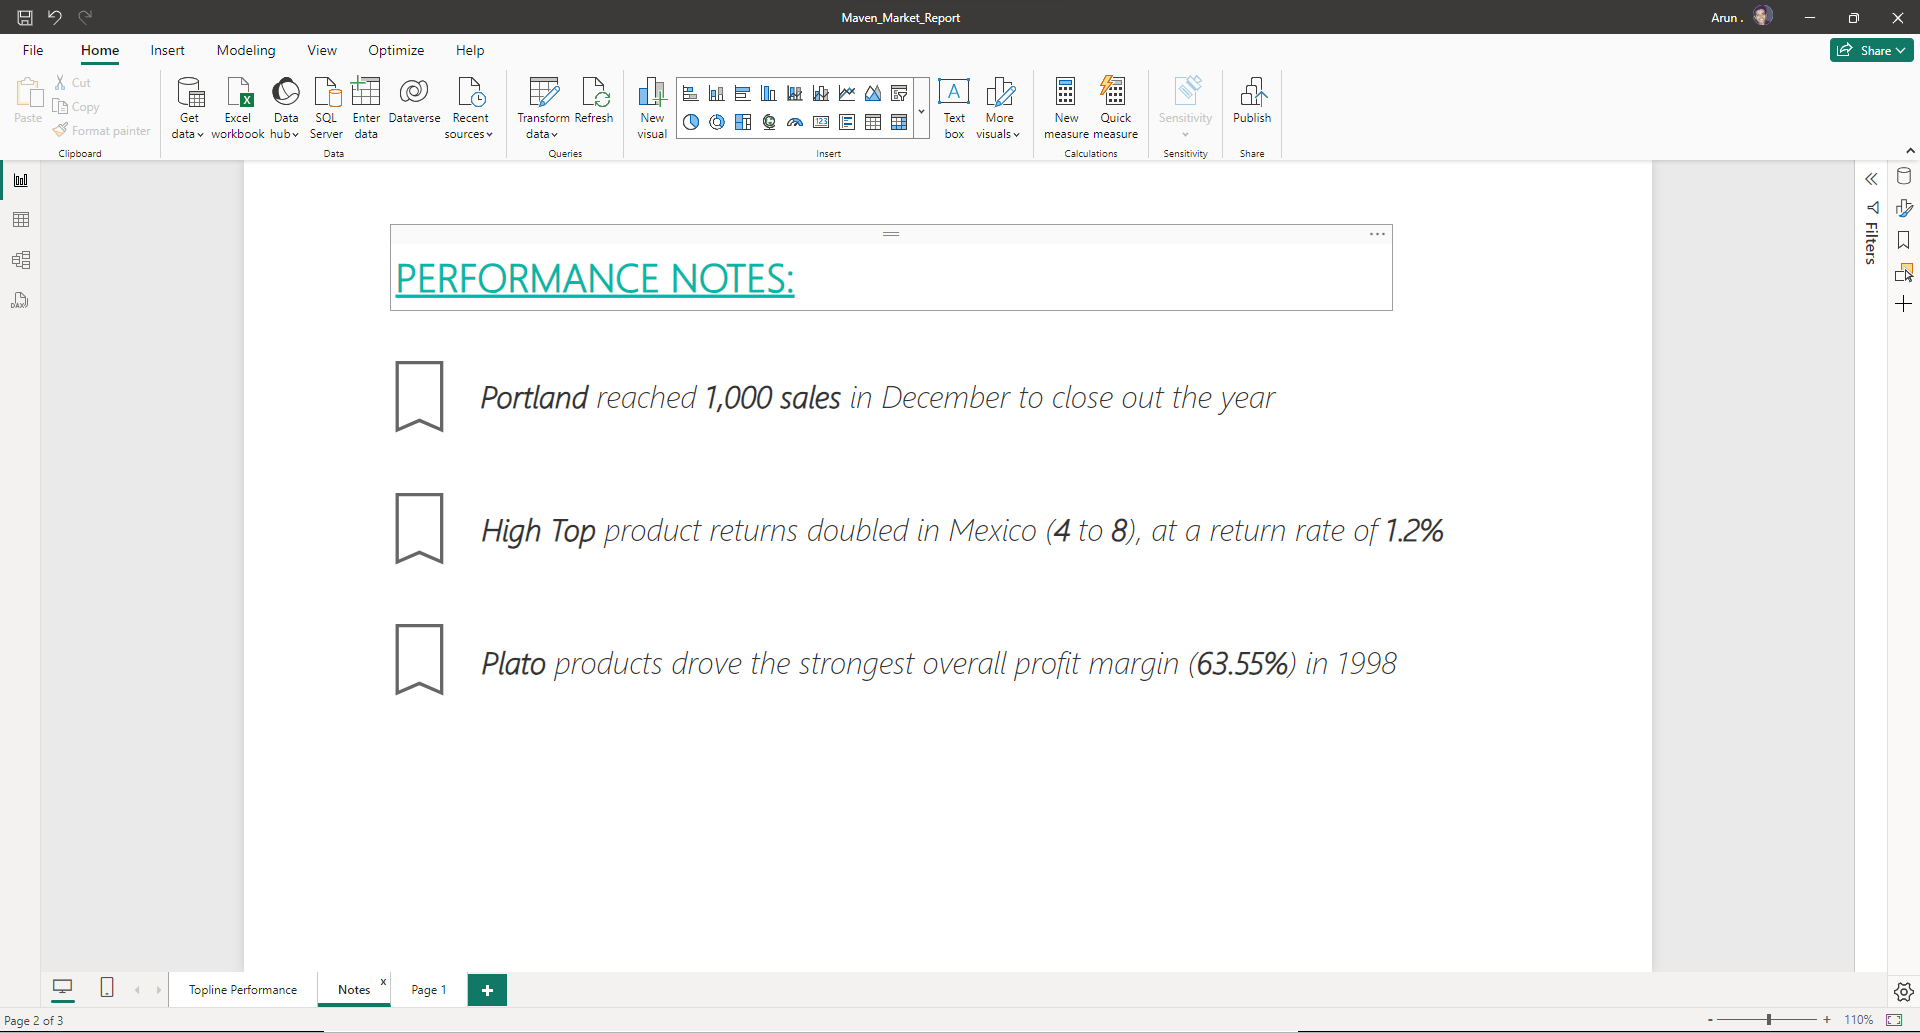 Maven_Market_Report
Arun .
File Home Insert Modeling View Optimize Help
Share
Paste
Cut
Copy
Format painter
Clipboard
Get data
Excel workbook
Data hub
SQL Server
Enter data
Dataverse
Recent sources
Data
Transform data
Refresh
Queries
New visual
123
Insert
A
Text box
More visuals
New measure
Quick measure
Calculations
Sensitivity
Sensitivity
Publish
Share
DAX
Filters
PERFORMANCE NOTES:
Portland reached 1,000 sales in December to close out the year
High Top product returns doubled in Mexico (4 to 8), at a return rate of 1.2%
Plato products drove the strongest overall profit margin (63.55%) in 1998
Topline Performance
Notes x
Page 1
+
Page 2 of 3
- + 110%